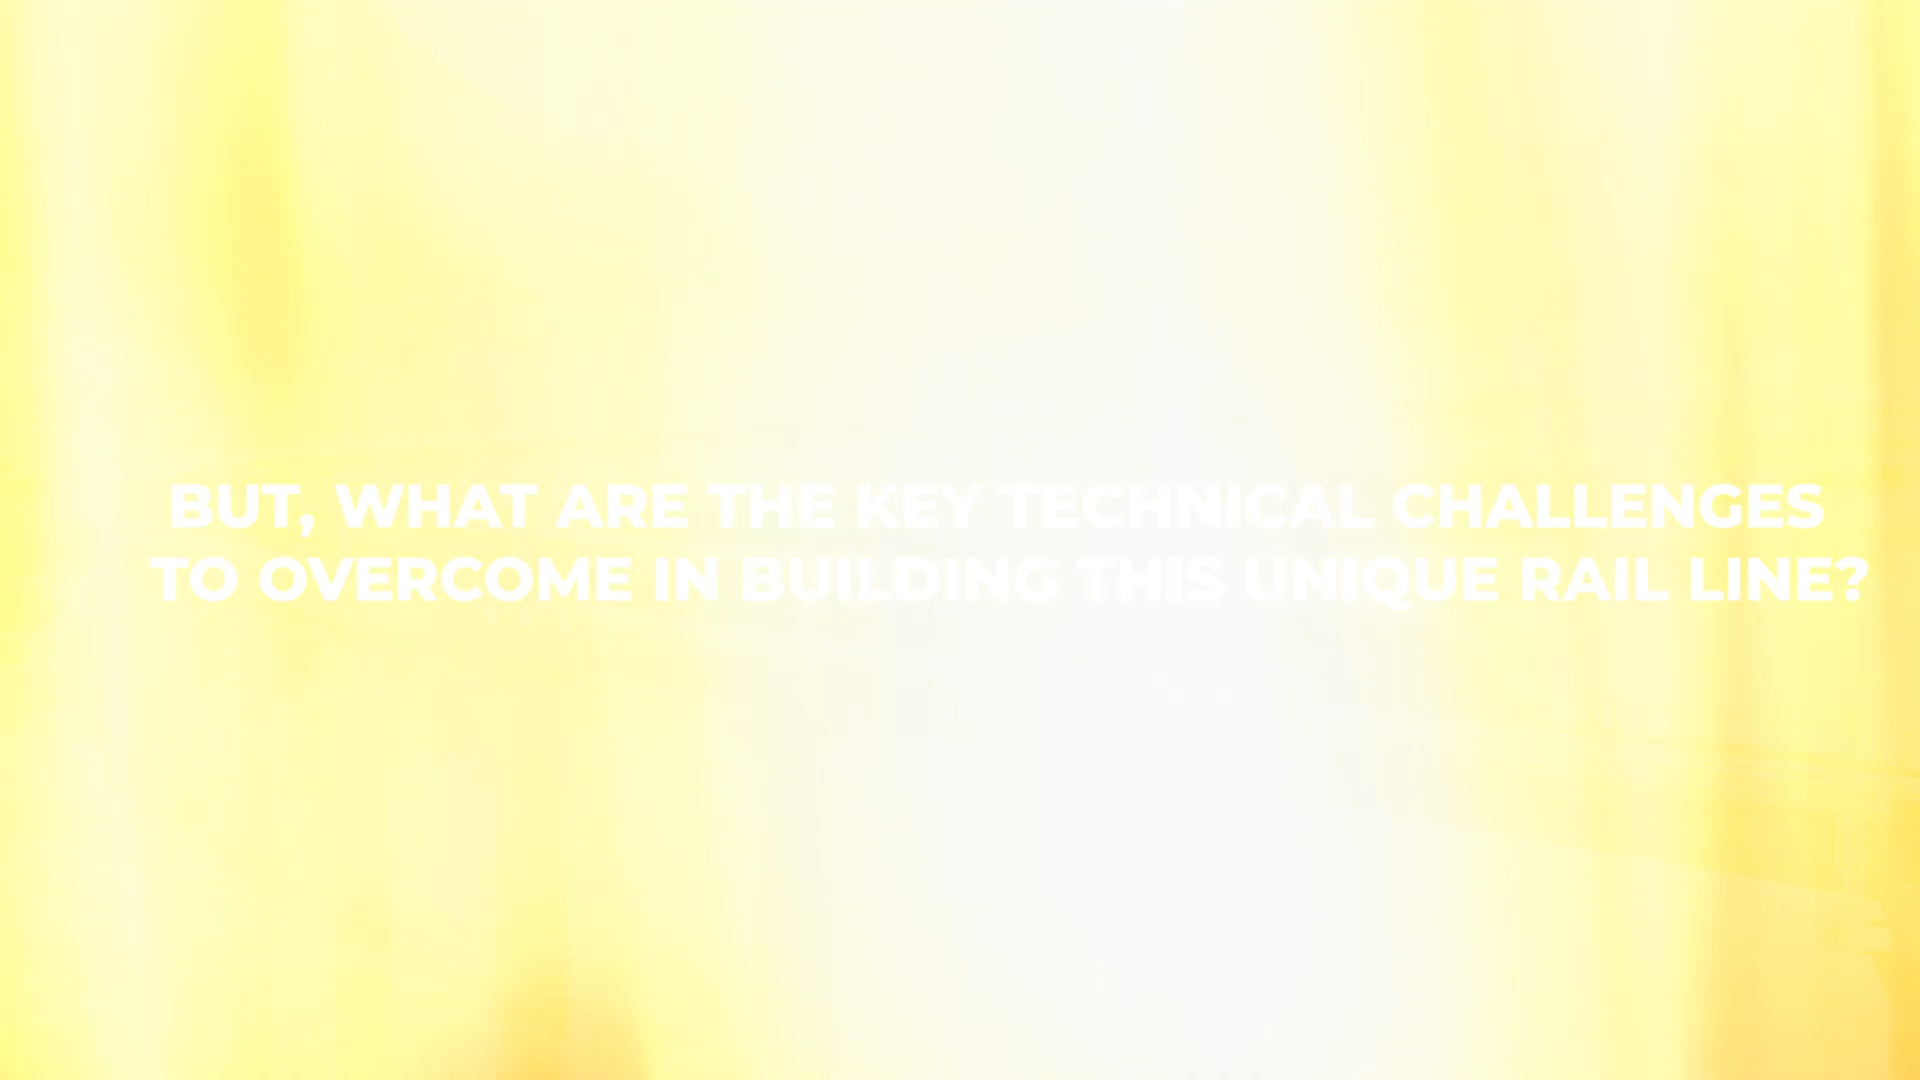 BUT, WHAT ARE THE KEY TECHNICAL CHALLENGES
TO OVERCOME IN BUILDING THIS UNIQUE RAIL LINE?